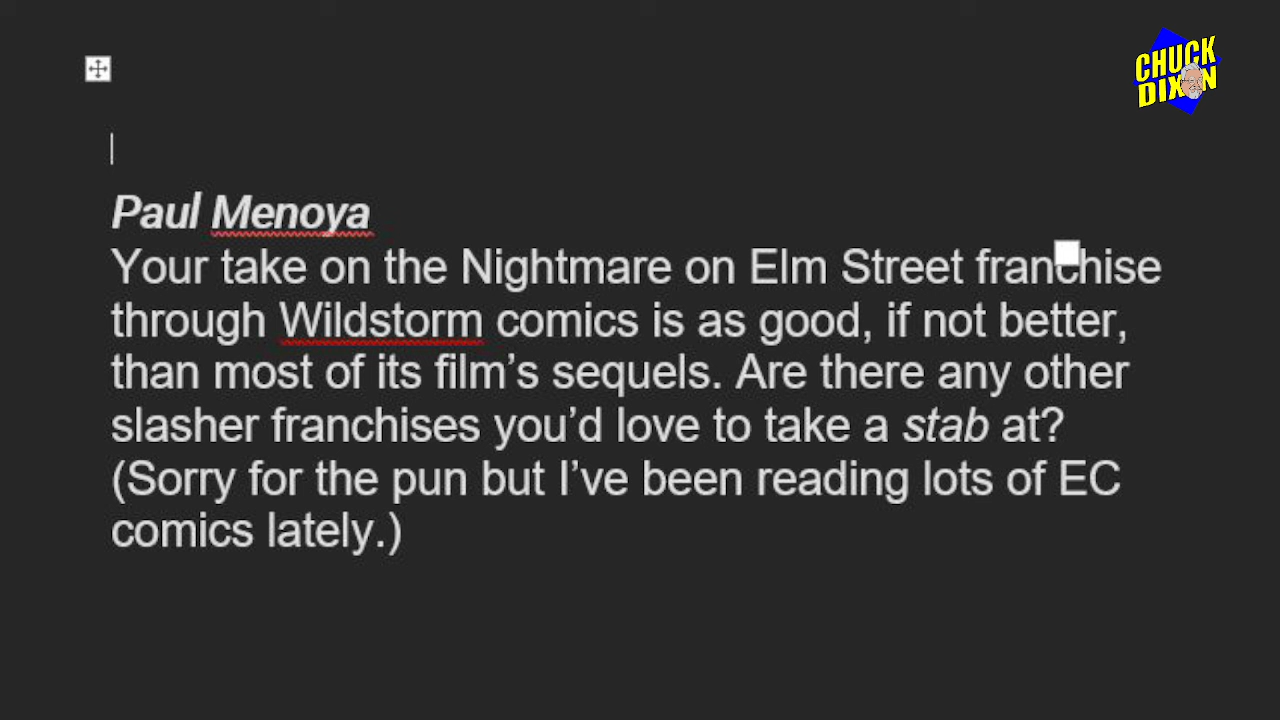 CHUCK
DIXON
Paul Menoya
Your take on the Nightmare on Elm Street franchise
through Wildstorm comics is as good, if not better,
than most of its film’s sequels. Are there any other
slasher franchises you’d love to take a stab at?
(Sorry for the pun but I’ve been reading lots of EC
comics lately.)